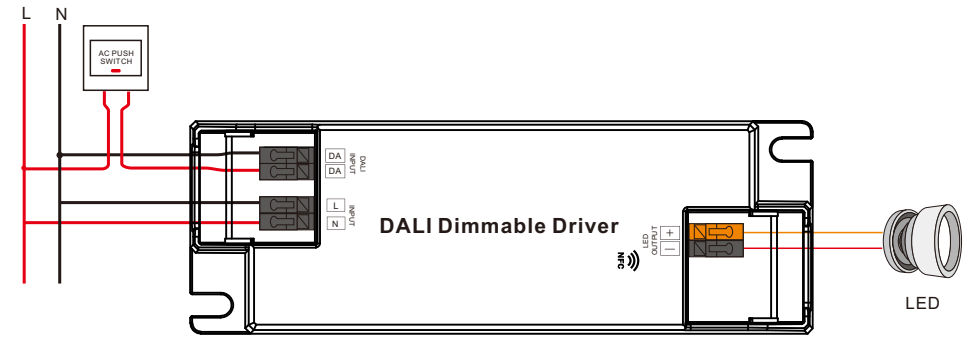 L N
AC PUSH
SWITCH
DA
DA
DALI
INPUT
L
N
INPUT
DALI Dimmable Driver
NFC
LED
OUTPUT
+
—
LED